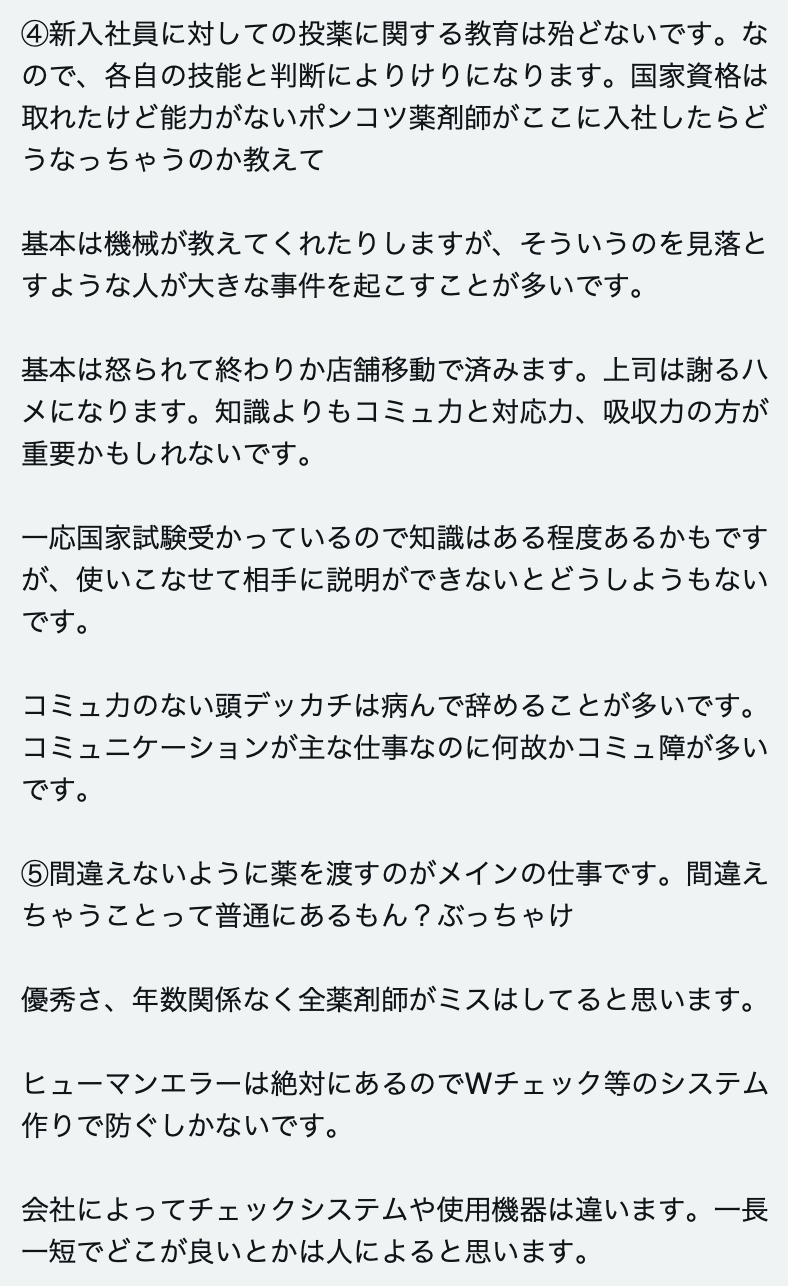 ④新入社員に対しての投薬に関する教育は殆どないです。な
ので、各自の技能と判断によりけりになります。国家資格は
取れたけど能力がないポンコツ薬剤師がここに入社したらど
うなっちゃうのか教えて
基本は機械が教えてくれたりしますが、そういうのを見落と
すような人が大きな事件を起こすことが多いです。
基本は怒られて終わりか店舗移動で済みます。上司は謝るハ
メになります。知識よりもコミュ力と対応力、吸収力の方が
重要かもしれないです。
一応国家試験受かっているので知識はある程度あるかもです
が、使いこなせて相手に説明ができないとどうしようもない
です。
コミュ力のない頭デッカチは病んで辞めることが多いです。
コミュニケーションが主な仕事なのに何故かコミュ障が多い
です。
⑤間違えないように薬を渡すのがメインの仕事です。間違え
ちゃうことって普通にあるもん？ぶっちゃけ
優秀さ、年数関係なく全薬剤師がミスはしてると思います。
ヒューマンエラーは絶対にあるのでWチェック等のシステム
作りで防ぐしかないです。
会社によってチェックシステムや使用機器は違います。一長
一短でどこが良いとかは人によると思います。